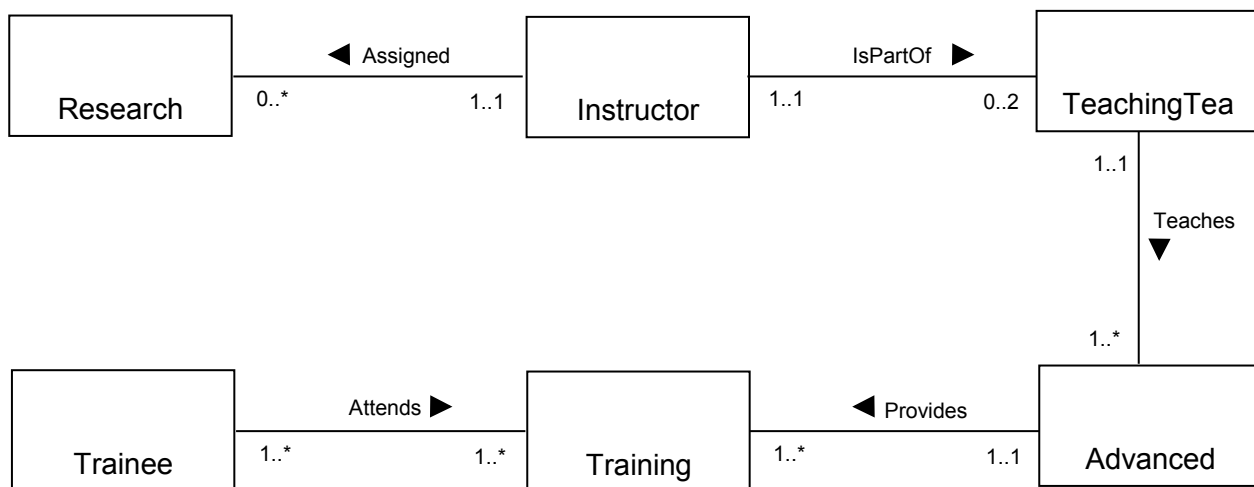 Assigned
IsPartOf
Research
0..*
1..1
Instructor
1..1
0..2
TeachingTea
1..1
Teaches
1..*
Attends
Provides
Trainee
1..*
1..*
Training
1..*
1..1
Advanced